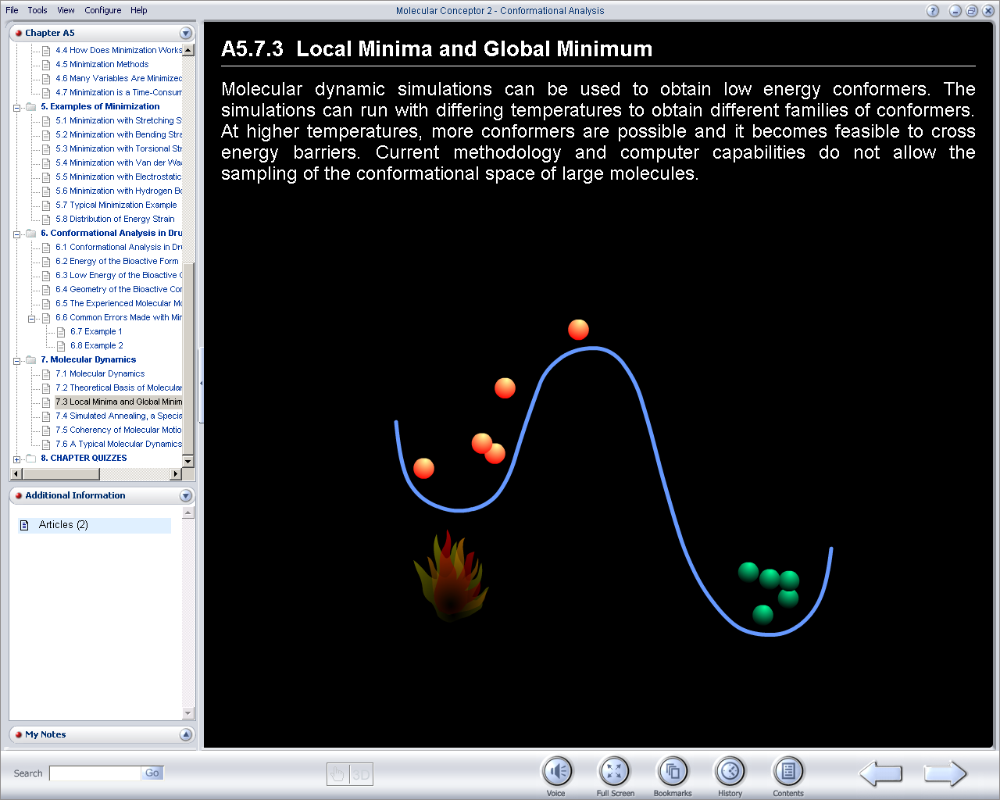 File Tools View Configure Help
Molecular Conceptor 2 - Conformational Analysis
Chapter A5
4.4 How Does Minimization Works
4.5 Minimization Methods
4.6 Many Variables Are Minimized
4.7 Minimization is a Time-Consum
5. Examples of Minimization
5.1 Minimization with Stretching S
5.2 Minimization with Bending Stra
5.3 Minimization with Torsional Str
5.4 Minimization with Van der Waa
5.5 Minimization with Electrostatic
5.6 Minimization with Hydrogen Bo
5.7 Typical Minimization Example
5.8 Distribution of Energy Strain
6. Conformational Analysis in Dru
6.1 Conformational Analysis in Dru
6.2 Energy of the Bioactive Form
6.3 Low Energy of the Bioactive C
6.4 Geometry of the Bioactive Con
6.5 The Experienced Molecular Mo
6.6 Common Errors Made with Min
6.7 Example 1
6.8 Example 2
7. Molecular Dynamics
7.1 Molecular Dynamics
7.2 Theoretical Basis of Molecular
7.3 Local Minima and Global Minim
7.4 Simulated Annealing, a Specia
7.5 Coherency of Molecular Motio
7.6 A Typical Molecular Dynamics
8. CHAPTER QUIZZES
Additional Information
Articles (2)
My Notes
A5.7.3 Local Minima and Global Minimum
Molecular dynamic simulations can be used to obtain low energy conformers. The
simulations can run with differing temperatures to obtain different families of conformers.
At higher temperatures, more conformers are possible and it becomes feasible to cross
energy barriers. Current methodology and computer capabilities do not allow the
sampling of the conformational space of large molecules.
Search Go
3D
Voice Full Screen Bookmarks History Contents